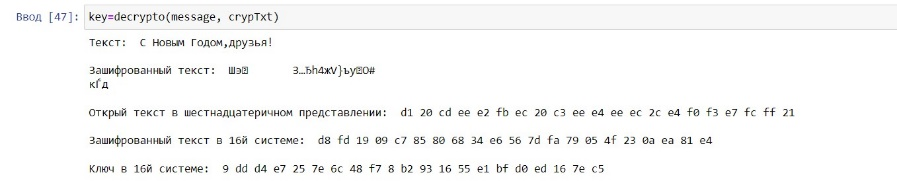 Ввод [47]: key=decrypto(message, crypTxt)
Текст:  С Новым Годом,друзья!
Зашифрованный текст:  Шэ� З…Ђh4жV}ъу�O#
кЃд
Открый текст в шестнадцатеричном представлении:  d1 20 cd ee e2 fb ec 20 c3 ee e4 ee ec 2c e4 f0 f3 e7 fc ff 21
Зашифрованный текст в 16й системе:  d8 fd 19 09 c7 85 80 68 34 e6 56 7d fa 79 05 4f 23 0a ea 81 e4
Ключ в 16й системе:  9 dd d4 e7 25 7e 6c 48 f7 8 b2 93 16 55 e1 bf d0 ed 16 7e c5